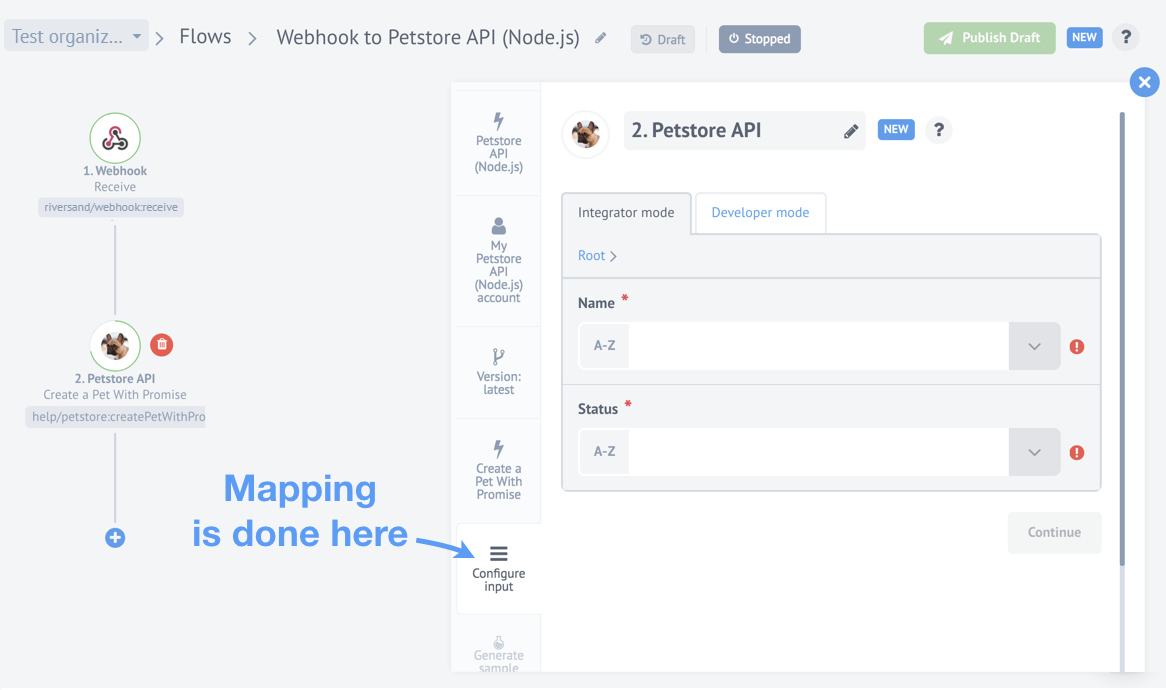 Test organiz...
Flows
Webhook to Petstore API (Node.js)
Draft
Stopped
Publish Draft
NEW
?
1. Webhook
Receive
riversand/webhook:receive
2. Petstore API
Create a Pet With Promise
help/petstore:createPetWithPro
Mapping
is done here
Petstore
API
(Node.js)
My
Petstore
API
(Node.js)
account
Version:
latest
Create a
Pet With
Promise
Configure
input
Generate
sample
2. Petstore API
NEW
?
Integrator mode
Developer mode
Root
Name *
A-Z
Status *
A-Z
Continue